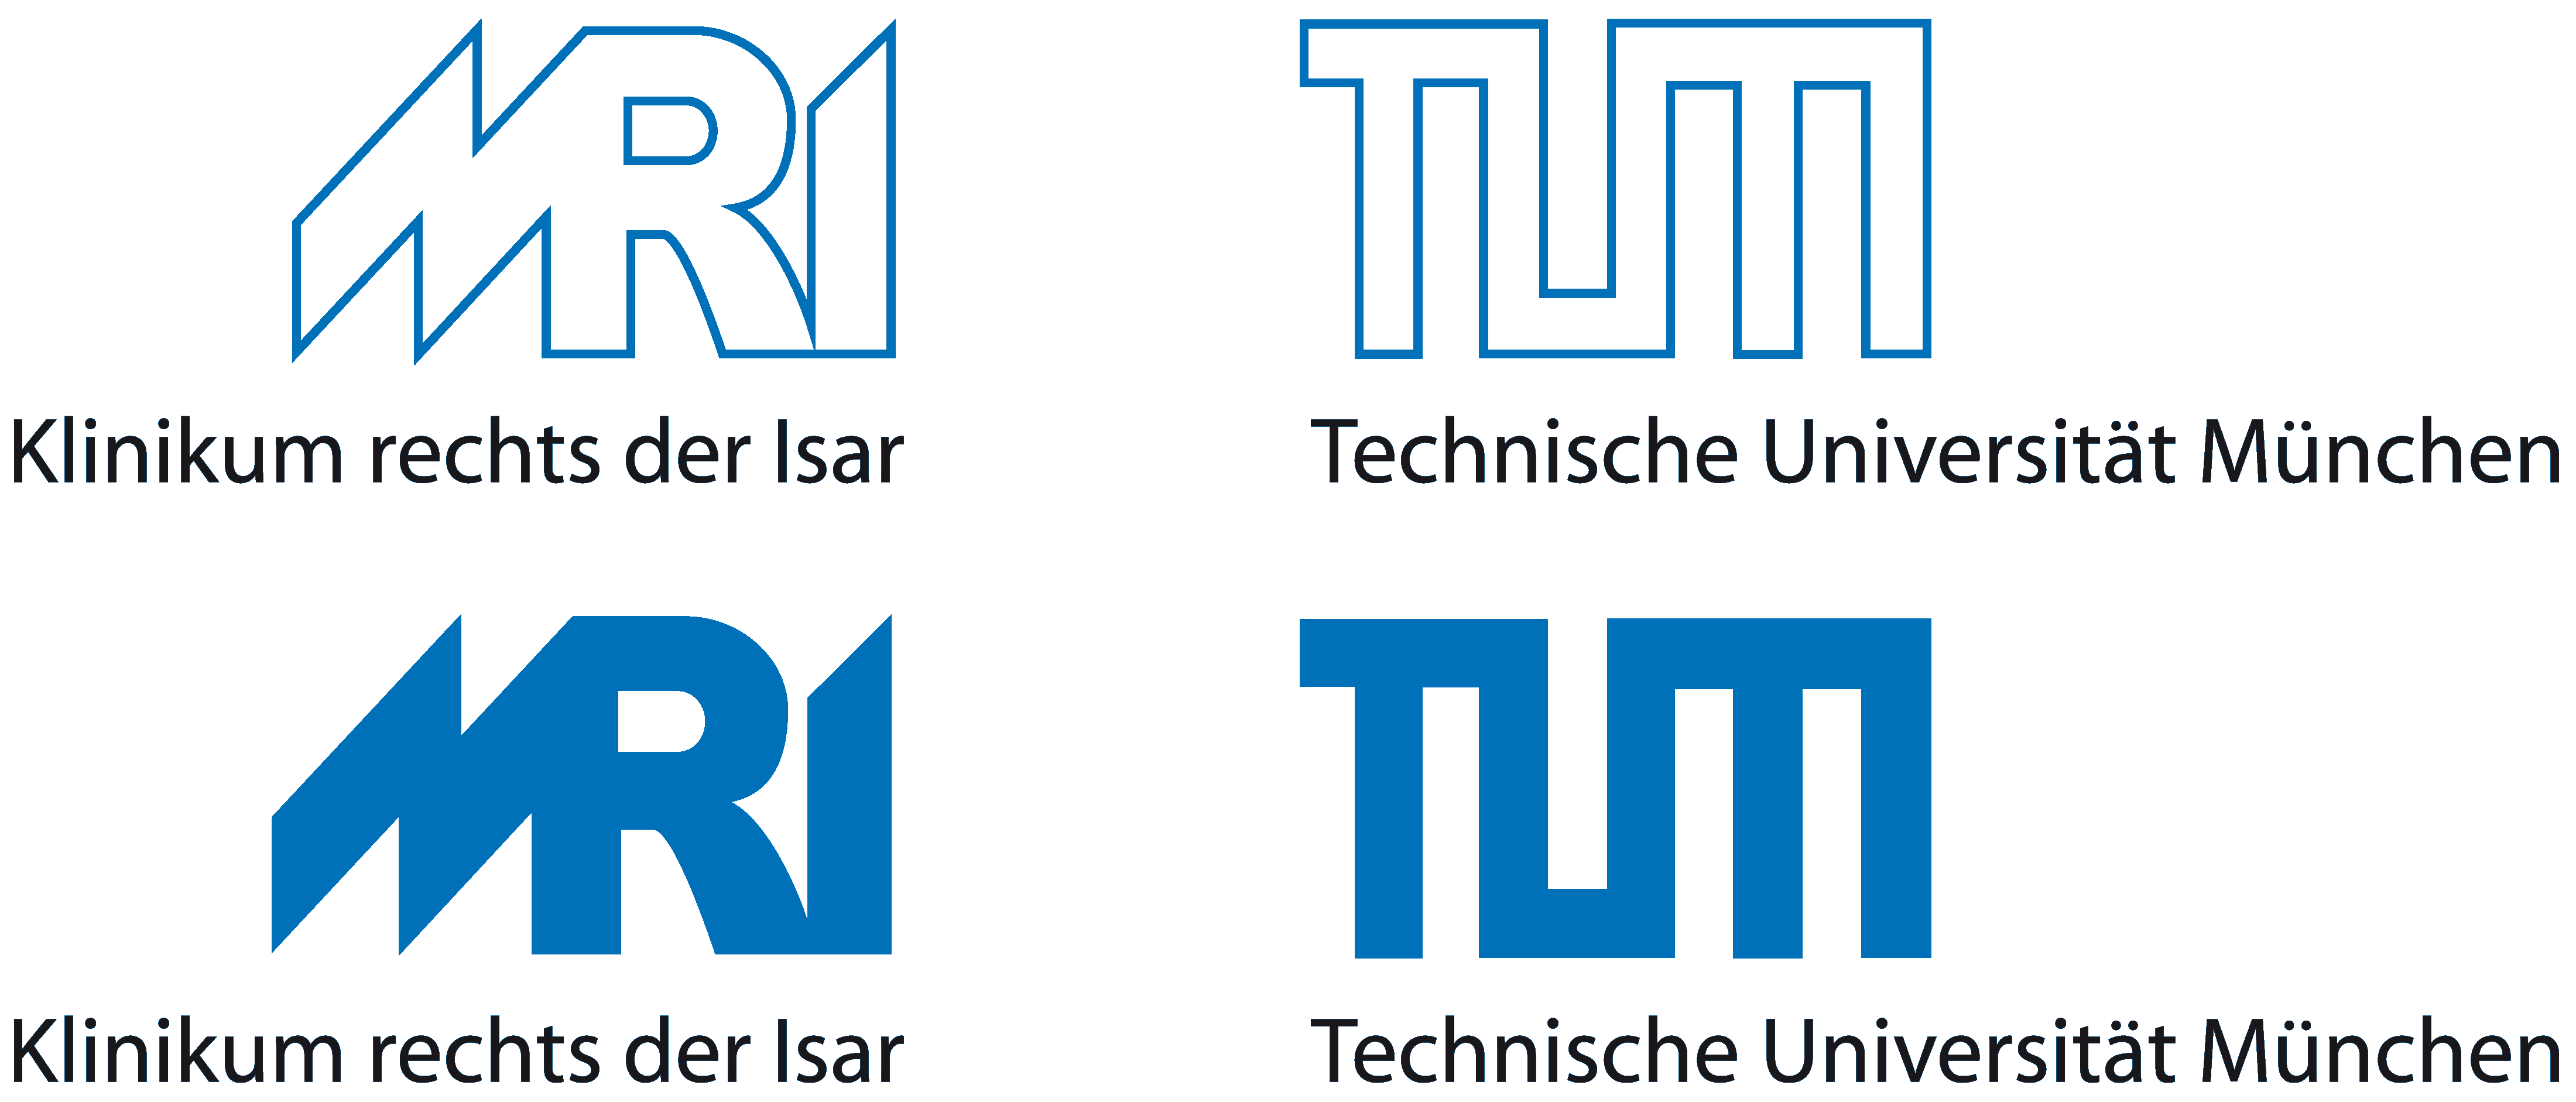 MRI TUM
Klinikum rechts der Isar Technische Universität München
MRI TUM
Klinikum rechts der Isar Technische Universität München